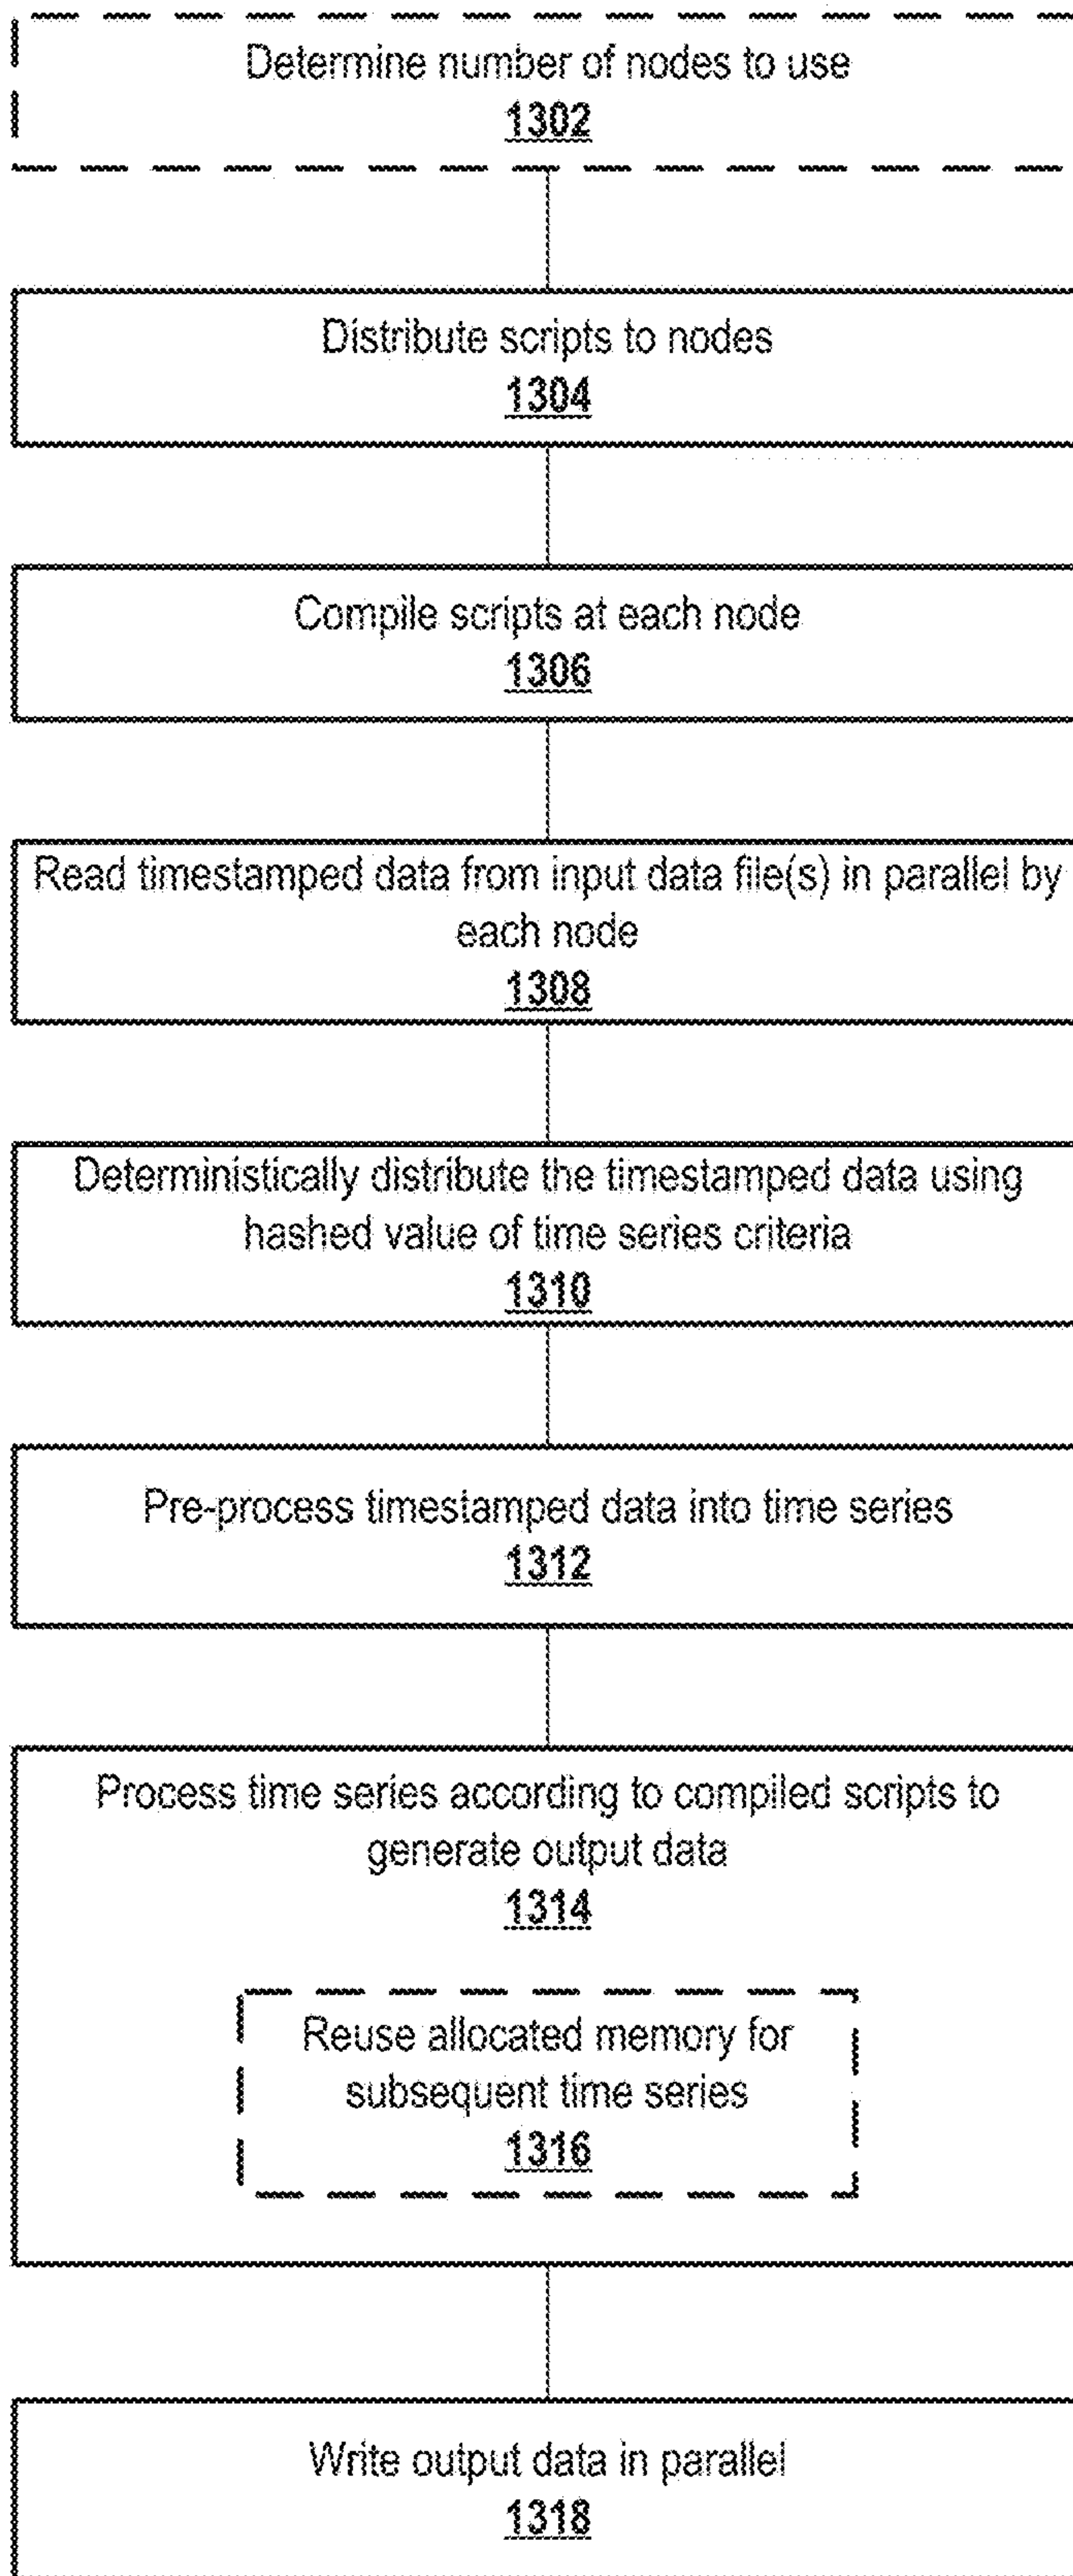 Determine number of nodes to use
1302
Distribute scripts to nodes
1304
Compile scripts at each node
1306
Read timestamped data from input data file(s) in parallel by
each node
1308
Deterministically distribute the timestamped data using
hashed value of time series criteria
1310
Pre-process timestamped data into time series
1312
Process time series according to compiled scripts to
generate output data
1314
Reuse allocated memory for
subsequent time series
1316
Write output data in parallel
1318